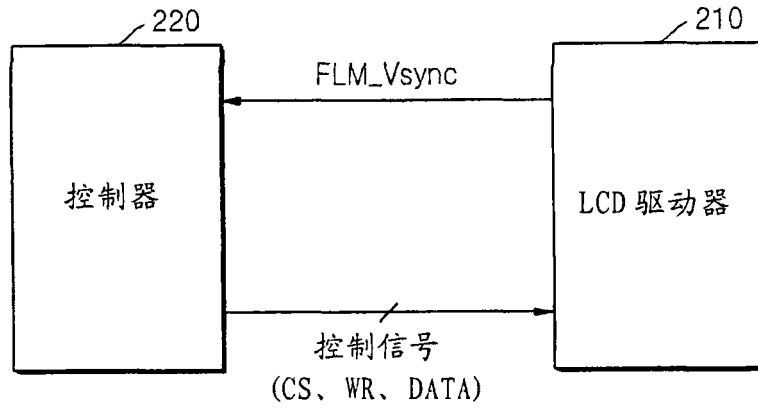 220
210
FLM_Vsync
控制器
LCD 驱动器
控制信号
(CS、WR、DATA)